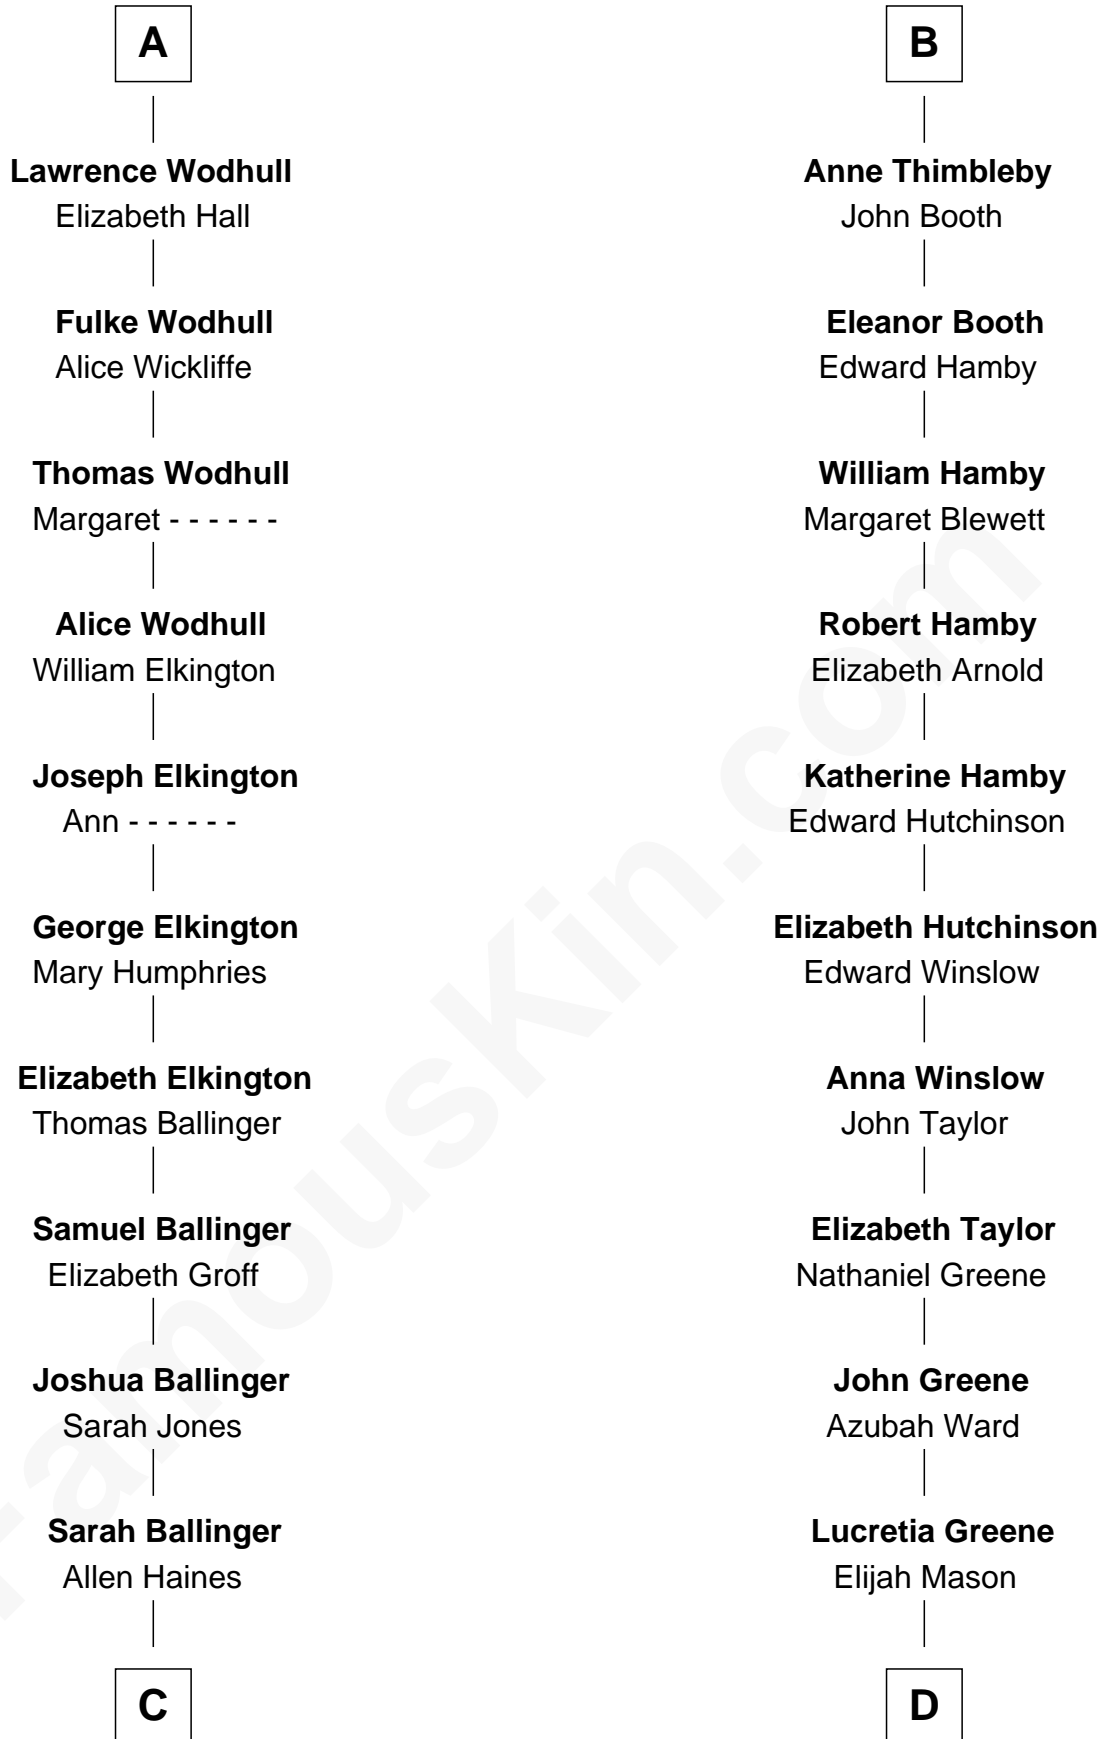 A
Lawrence Wodhull
Elizabeth Hall
Fulke Wodhull
Alice Wickliffe
Thomas Wodhull
Margaret - - - - - -
Alice Wodhull
William Elkington
Joseph Elkington
Ann - - - - - -
George Elkington
Mary Humphries
Elizabeth Elkington
Thomas Ballinger
Samuel Ballinger
Elizabeth Groff
Joshua Ballinger
Sarah Jones
Sarah Ballinger
Allen Haines
C
B
Anne Thimbleby
John Booth
Eleanor Booth
Edward Hamby
William Hamby
Margaret Blewett
Robert Hamby
Elizabeth Arnold
Katherine Hamby
Edward Hutchinson
Elizabeth Hutchinson
Edward Winslow
Anna Winslow
John Taylor
Elizabeth Taylor
Nathaniel Greene
John Greene
Azubah Ward
Lucretia Greene
Elijah Mason
D
FamousKin.com